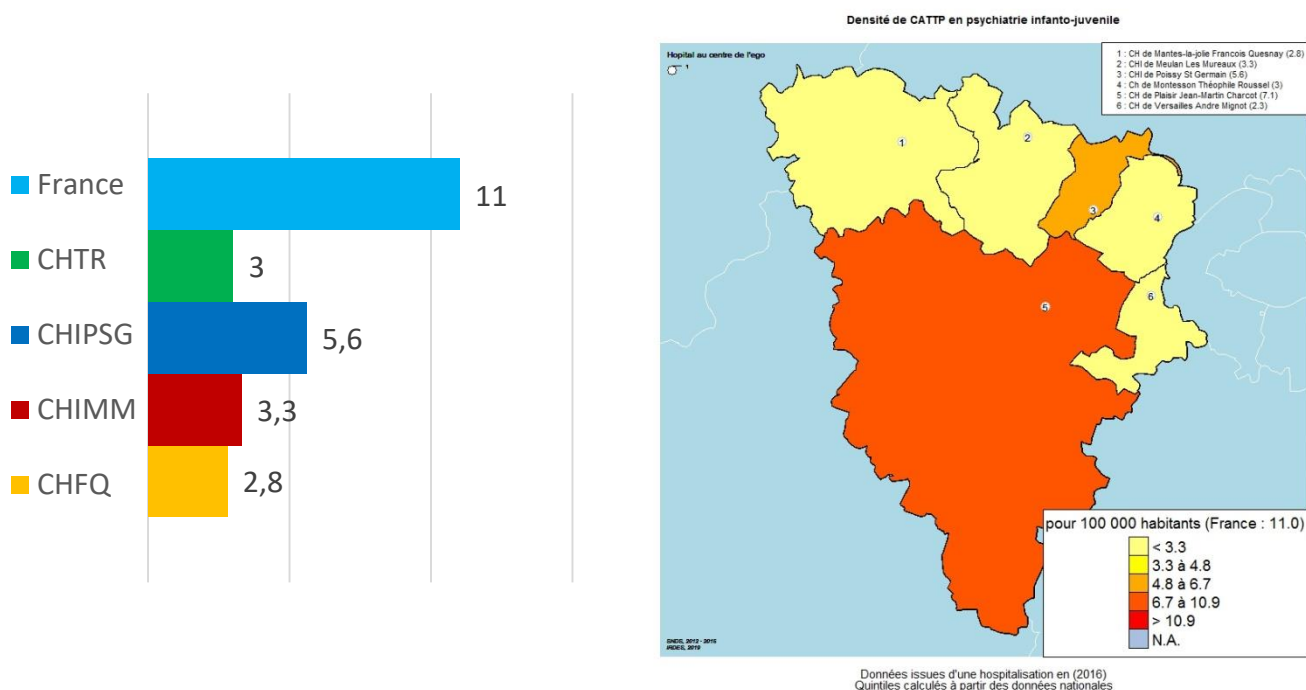 France
11
CHTR
3
CHIPSG
5,6
CHIMM
3,3
CHFQ
2,8
Densité de CATTP en psychiatrie infanto-juvenile
Hopital au centre de l'ego
1
1 : CH de Mantes-la-jolie Francois Quesnay (2.8)
2 : CHI de Meulan Les Mureaux (3.3)
3 : CHI de Poissy St Germain (5.6)
4 : Ch de Montesson Théophile Roussel (3)
5 : CH de Plaisir Jean-Martin Charcot (7.1)
6 : CH de Versailles Andre Mignot (2.3)
1
2
3
4
5
6
pour 100 000 habitants (France : 11.0)
< 3.3
3.3 à 4.8
4.8 à 6.7
6.7 à 10.9
> 10.9
N.A.
SNDS, 2012 - 2015
IRDES, 2019
Données issues d'une hospitalisation en (2016)
Quintiles calculés à partir des données nationales